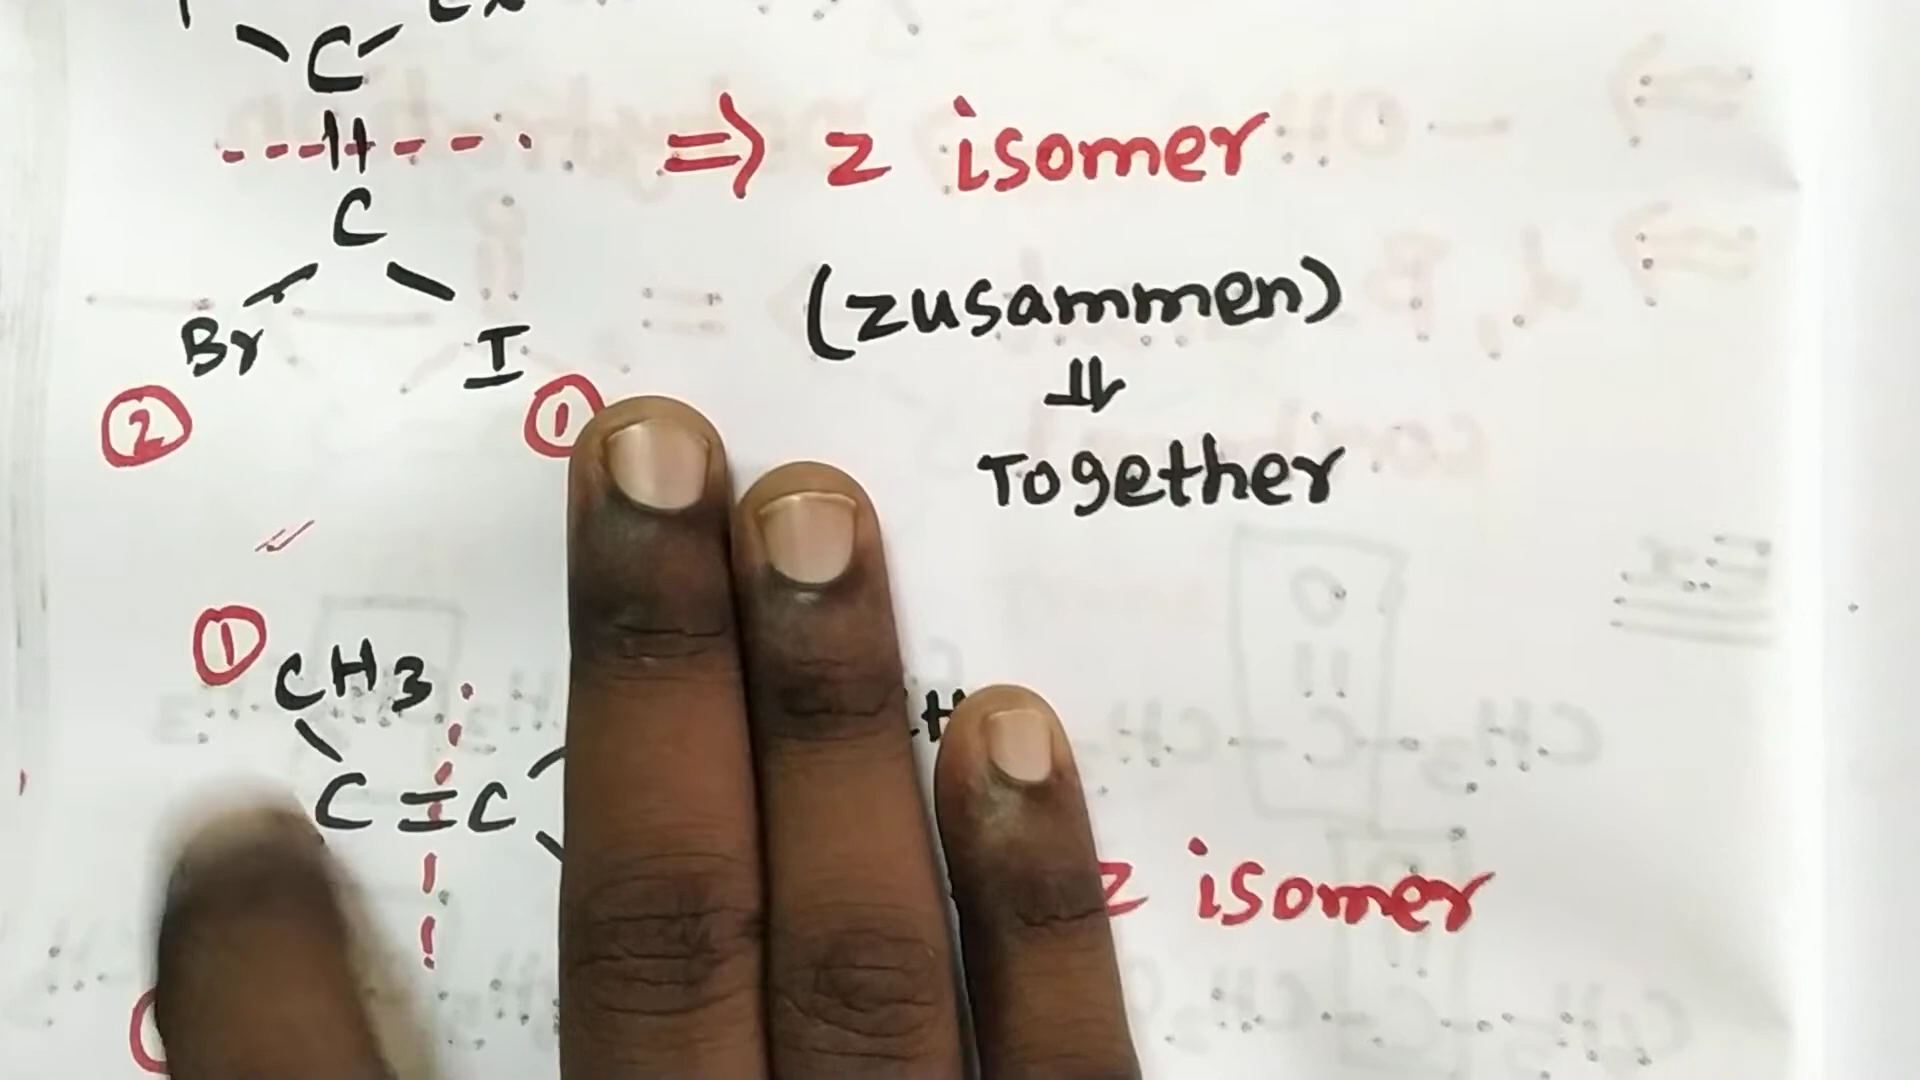 C
=> z isomer
C
Br I
(zusammen)
② ①
⇓
Together
①
CH3
C = C
z isomer